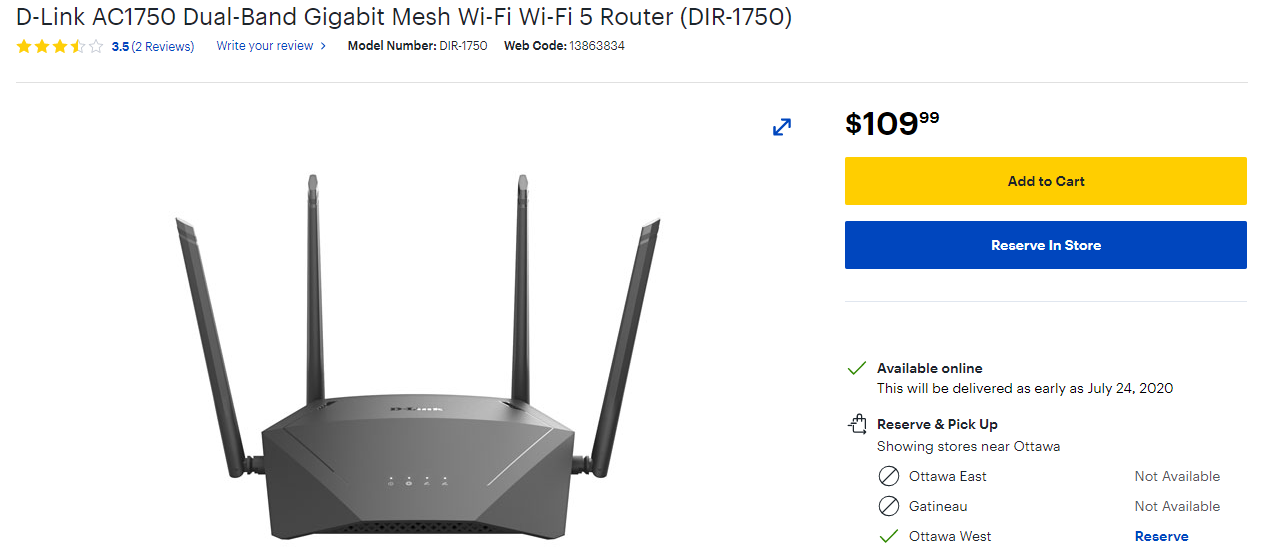 D-Link AC1750 Dual-Band Gigabit Mesh Wi-Fi Wi-Fi 5 Router (DIR-1750)
3.5 (2 Reviews) Write your review Model Number: DIR-1750 Web Code: 13863834
$109.99
Add to Cart
Reserve In Store
D-Link
Available online
This will be delivered as early as July 24, 2020
Reserve & Pick Up
Showing stores near Ottawa
Ottawa East Not Available
Gatineau Not Available
Ottawa West Reserve